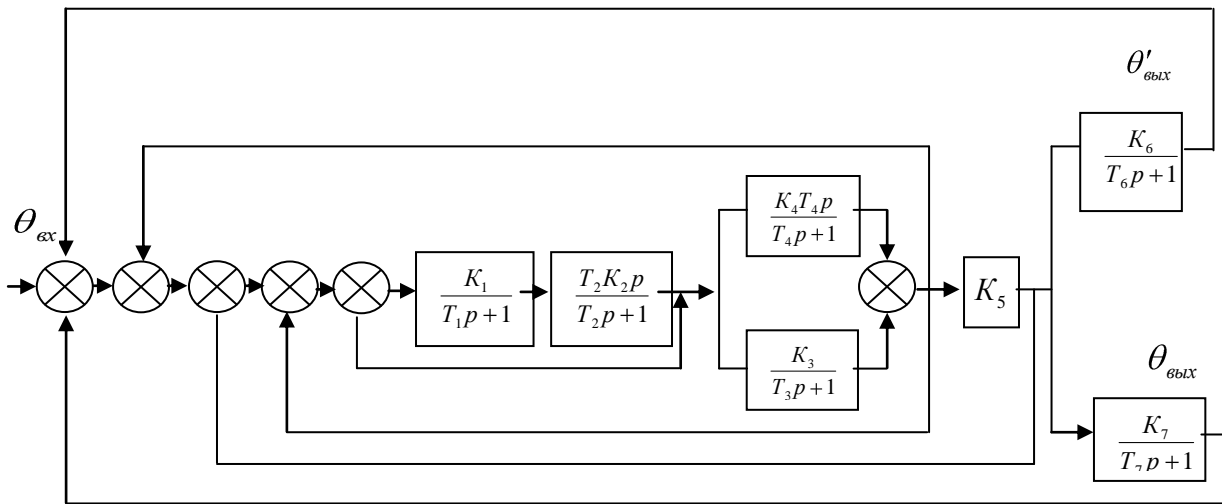 θ′вых
K₆
T₆p+1
K₄T₄p
T₄p+1
θвх
K₁
T₁p+1
T₂K₂p
T₂p+1
K₅
K₃
T₃p+1
θвых
K₇
T₇p+1